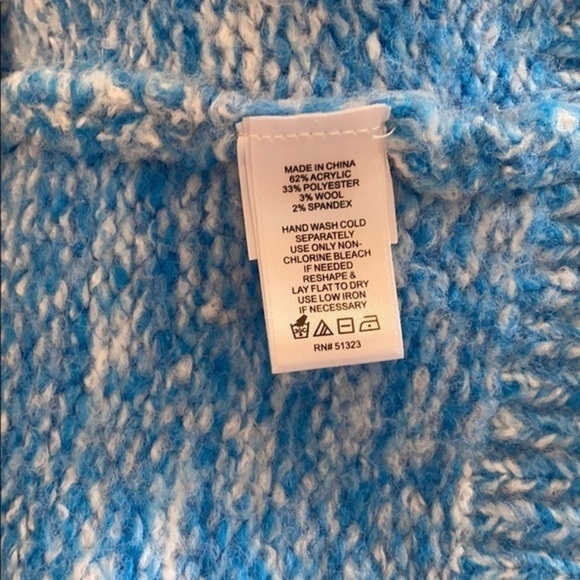 MADE IN CHINA
62% ACRYLIC
33% POLYESTER
3% WOOL
2% SPANDEX
HAND WASH COLD
SEPARATELY
USE ONLY NON-
CHLORINE BLEACH
IF NEEDED
RESHAPE &
LAY FLAT TO DRY
USE LOW IRON
IF NECESSARY
RN# 51323